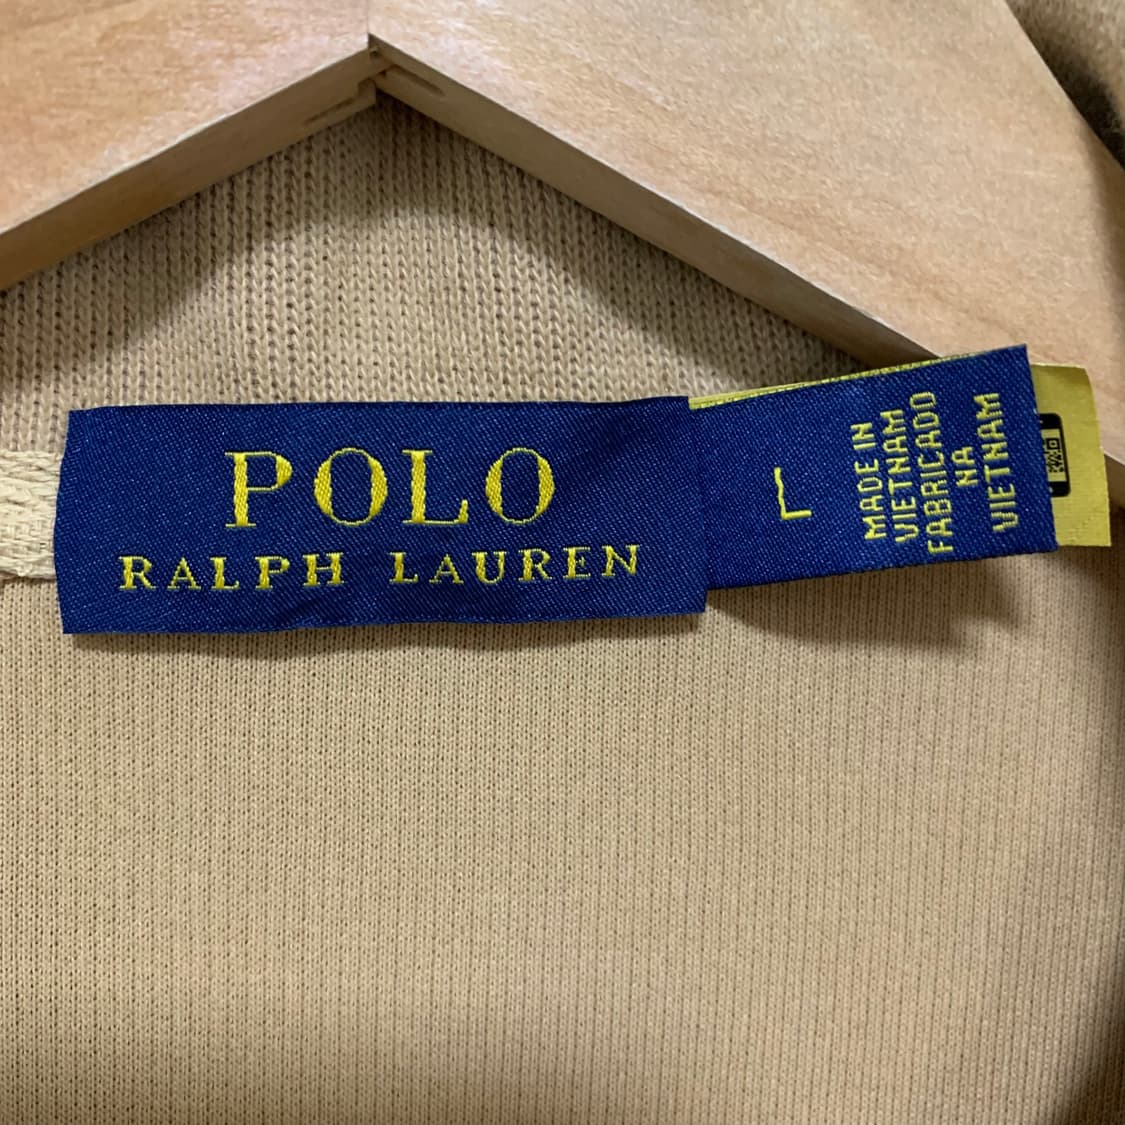 POLO
RALPH LAUREN
L
MADE IN
VIETNAM
FABRICADO
NA
VIETNAM